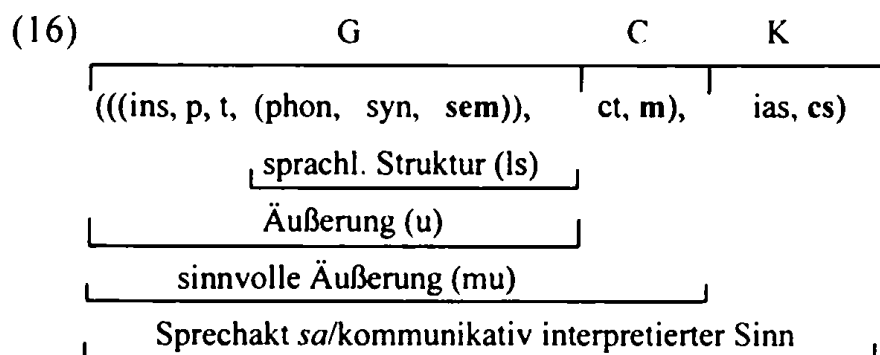 (16) G C K
(((ins, p, t, (phon, syn, sem)), ct, m), ias, cs)
sprachl. Struktur (ls)
Äußerung (u)
sinnvolle Äußerung (mu)
Sprechakt sa/kommunikativ interpretierter Sinn